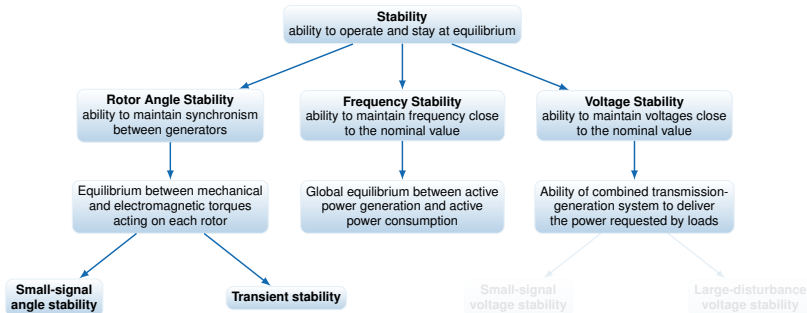 Stability
ability to operate and stay at equilibrium
Rotor Angle Stability
ability to maintain synchronism
between generators
Frequency Stability
ability to maintain frequency close
to the nominal value
Voltage Stability
ability to maintain voltages close
to the nominal value
Equilibrium between mechanical
and electromagnetic torques
acting on each rotor
Global equilibrium between active
power generation and active
power consumption
Ability of combined transmission-
generation system to deliver
the power requested by loads
Small-signal
angle stability
Transient stability
Small-signal
voltage stability
Large-disturbance
voltage stability